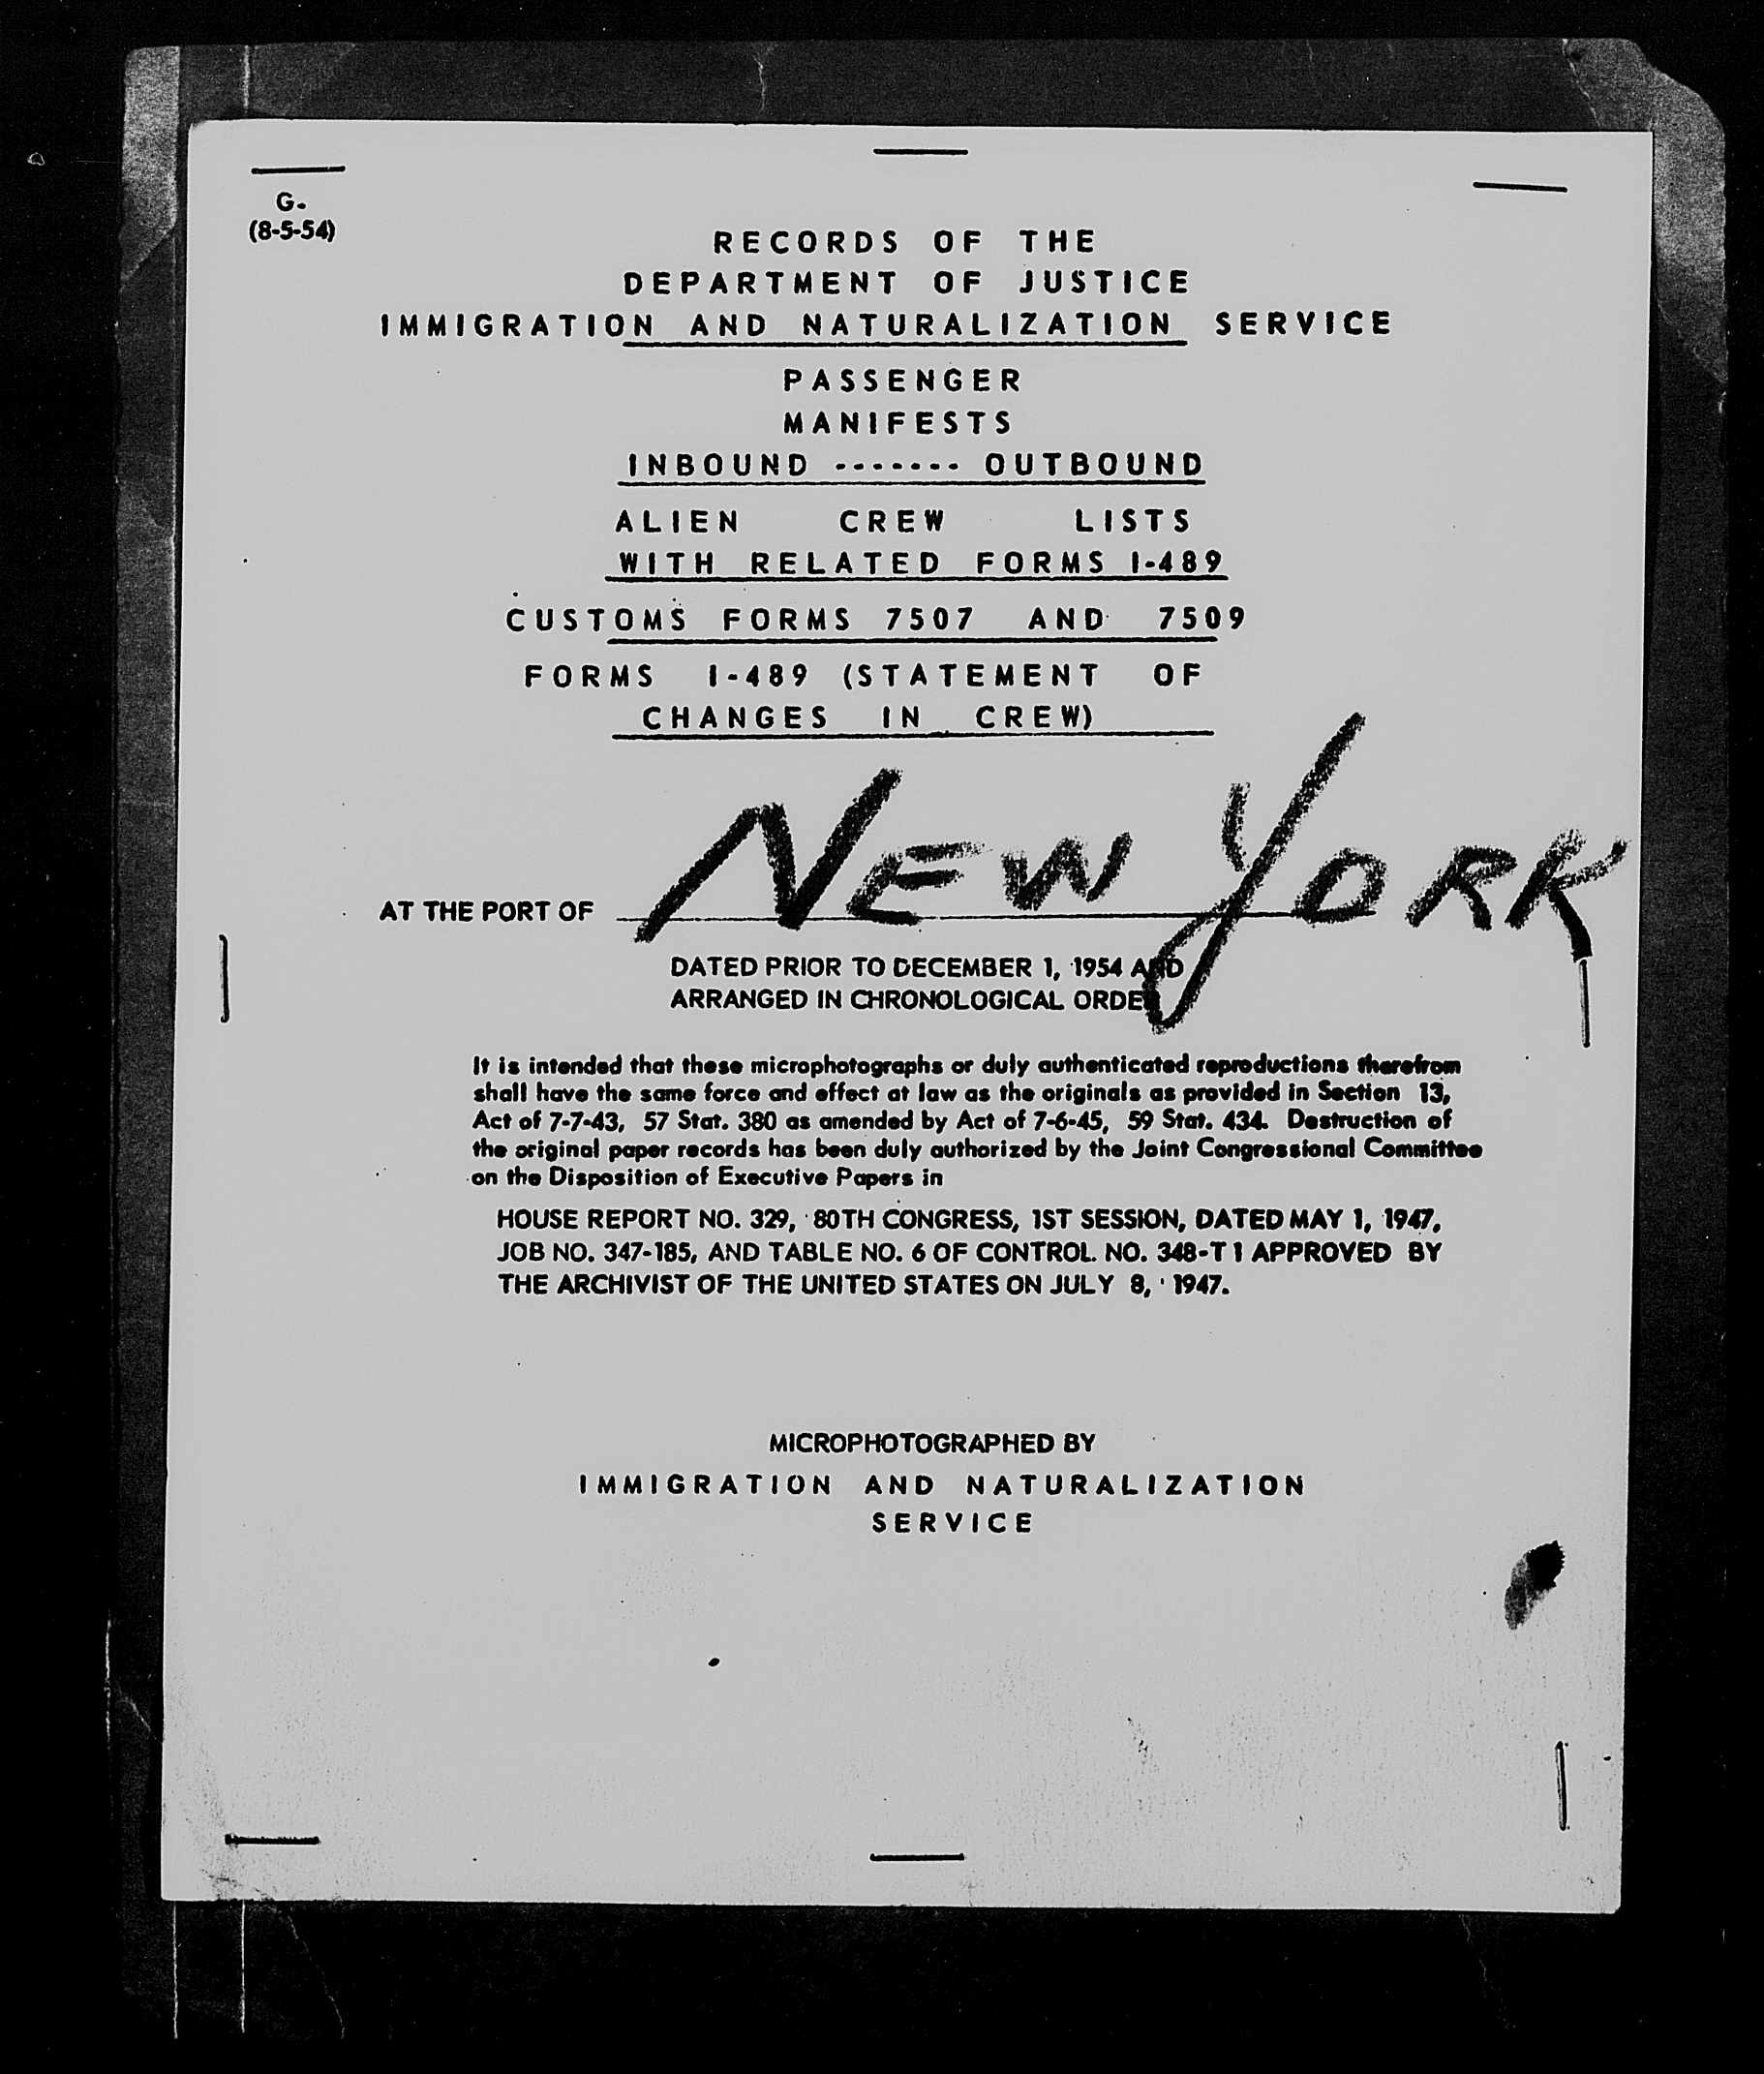 G-
(8-5-54)
RECORDS OF THE
DEPARTMENT OF JUSTICE
IMMIGRATION AND NATURALIZATION SERVICE
PASSENGER
MANIFESTS
INBOUND ------- OUTBOUND
ALIEN CREW LISTS
WITH RELATED FORMS I-489
CUSTOMS FORMS 7507 AND 7509
FORMS I-489 (STATEMENT OF
CHANGES IN CREW)
AT THE PORT OF NEW YORK
DATED PRIOR TO DECEMBER 1, 1954 AND
ARRANGED IN CHRONOLOGICAL ORDER
It is intended that these microphotographs or duly authenticated reproductions therefrom
shall have the same force and effect at law as the originals as provided in Section 13,
Act of 7-7-43, 57 Stat. 380 as amended by Act of 7-6-45, 59 Stat. 434. Destruction of
the original paper records has been duly authorized by the Joint Congressional Committee
on the Disposition of Executive Papers in
HOUSE REPORT NO. 329, 80TH CONGRESS, 1ST SESSION, DATED MAY 1, 1947,
JOB NO. 347-185, AND TABLE NO. 6 OF CONTROL NO. 348-T1 APPROVED BY
THE ARCHIVIST OF THE UNITED STATES ON JULY 8, 1947.
MICROPHOTOGRAPHED BY
IMMIGRATION AND NATURALIZATION
SERVICE